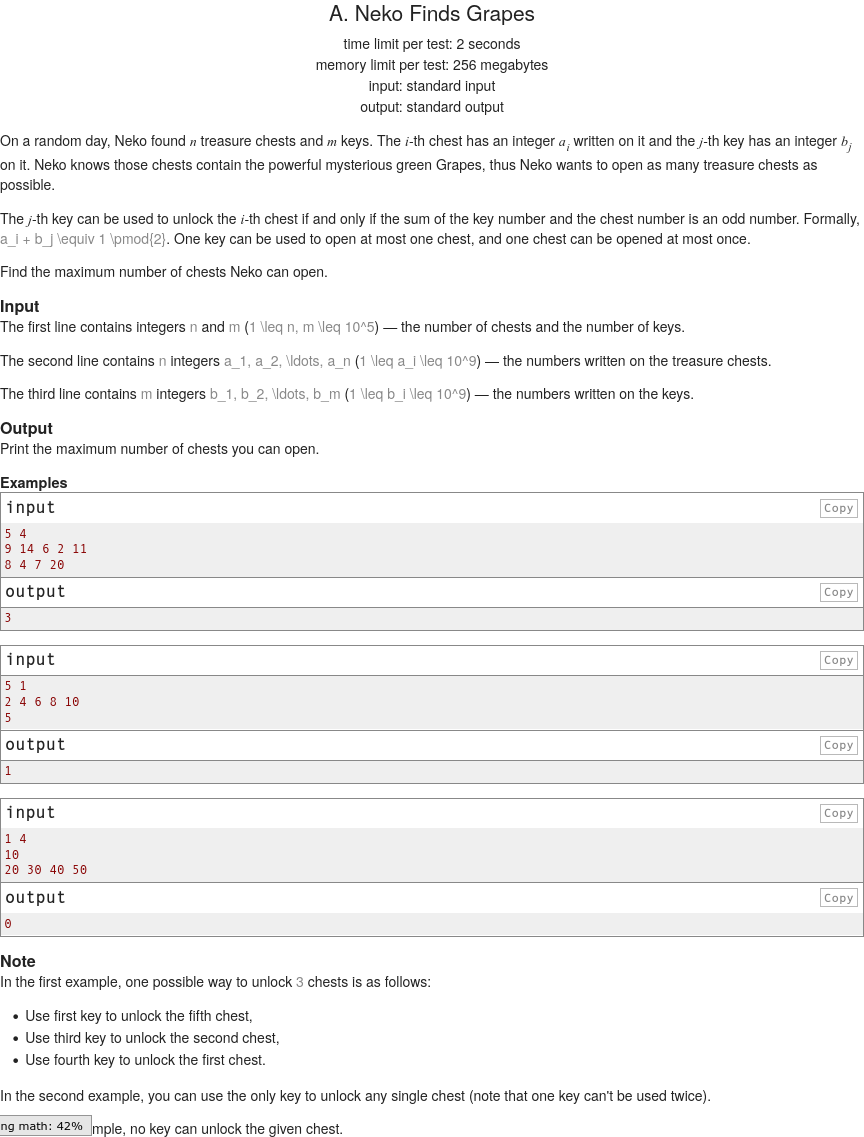 A. Neko Finds Grapes
time limit per test: 2 seconds
memory limit per test: 256 megabytes
input: standard input
output: standard output
On a random day, Neko found n treasure chests and m keys. The i-th chest has an integer a_i written on it and the j-th key has an integer b_j
on it. Neko knows those chests contain the powerful mysterious green Grapes, thus Neko wants to open as many treasure chests as
possible.
The j-th key can be used to unlock the i-th chest if and only if the sum of the key number and the chest number is an odd number. Formally,
a_i + b_j \equiv 1 \pmod{2}. One key can be used to open at most one chest, and one chest can be opened at most once.
Find the maximum number of chests Neko can open.
Input
The first line contains integers n and m (1 \leq n, m \leq 10^5) — the number of chests and the number of keys.
The second line contains n integers a_1, a_2, \ldots, a_n (1 \leq a_i \leq 10^9) — the numbers written on the treasure chests.
The third line contains m integers b_1, b_2, \ldots, b_m (1 \leq b_i \leq 10^9) — the numbers written on the keys.
Output
Print the maximum number of chests you can open.
Examples
input Copy
5 4
9 14 6 2 11
8 4 7 20
output Copy
3
input Copy
5 1
2 4 6 8 10
5
output Copy
1
input Copy
1 4
10
20 30 40 50
output Copy
0
Note
In the first example, one possible way to unlock 3 chests is as follows:
• Use first key to unlock the fifth chest,
• Use third key to unlock the second chest,
• Use fourth key to unlock the first chest.
In the second example, you can use the only key to unlock any single chest (note that one key can't be used twice).
ng math: 42% mple, no key can unlock the given chest.